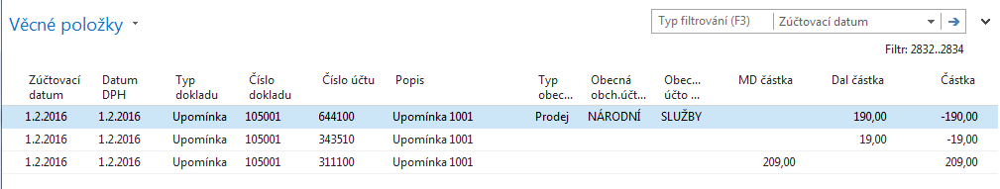 Věcné položky
Typ filtrování (F3) Zúčtovací datum
Filtr: 2832..2834
Zúčtovací datum Datum DPH Typ dokladu Číslo dokladu Číslo účtu Popis Typ obec... Obecná obch.účt... Obec... účto ... MD částka Dal částka Částka
1.2.2016 1.2.2016 Upomínka 105001 644100 Upomínka 1001 Prodej NÁRODNÍ SLUŽBY 190,00 -190,00
1.2.2016 1.2.2016 Upomínka 105001 343510 Upomínka 1001 19,00 -19,00
1.2.2016 1.2.2016 Upomínka 105001 311100 Upomínka 1001 209,00 209,00